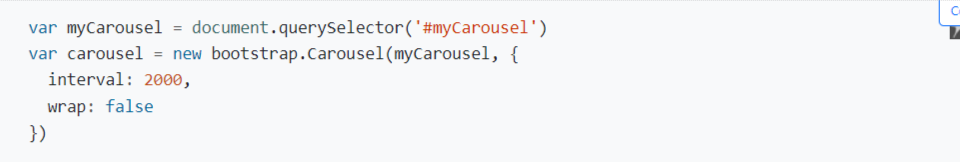 var myCarousel = document.querySelector('#myCarousel')
var carousel = new bootstrap.Carousel(myCarousel, {
  interval: 2000,
  wrap: false
})